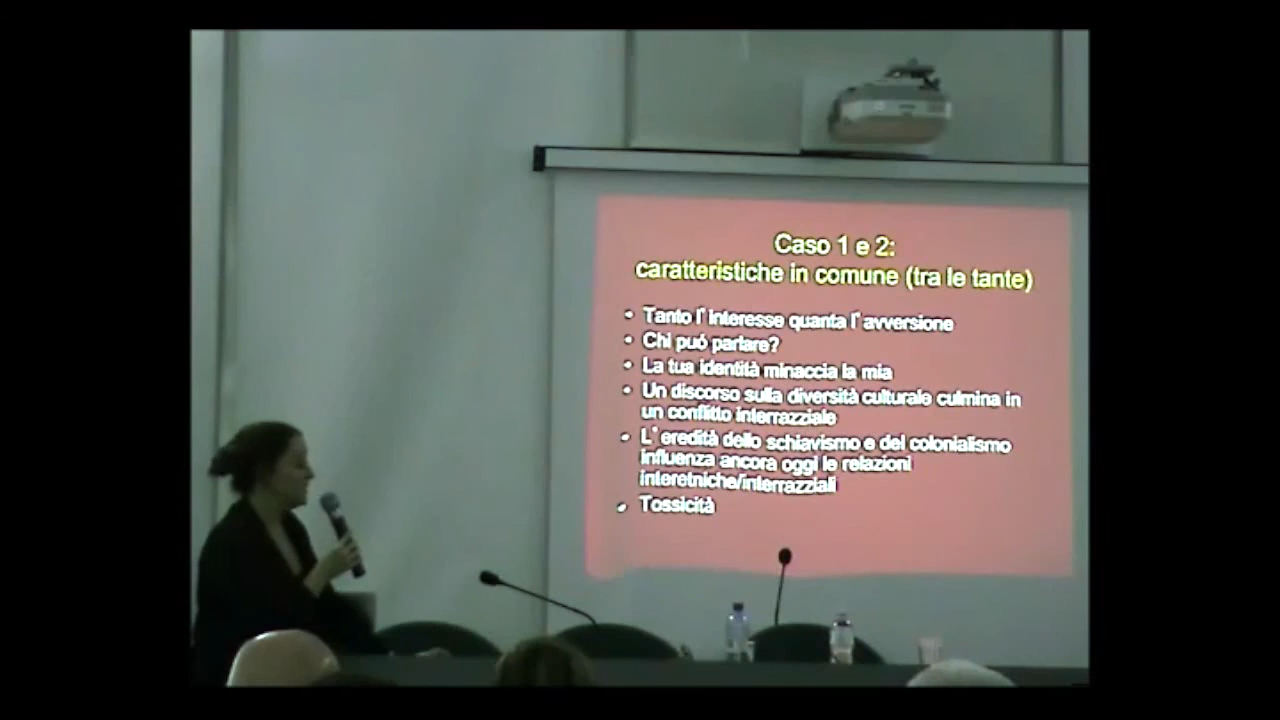 Caso 1 e 2:
caratteristiche in comune (tra le tante)
• Tanto l'interesse quanta l'avversione
• Chi puó parlare?
• La tua identità minaccia la mia
• Un discorso sulla diversità culturale culmina in
un conflitto interrazziale
• L'eredità dello schiavismo e del colonialismo
influenza ancora oggi le relazioni
interetniche/interrazziali
• Tossicità